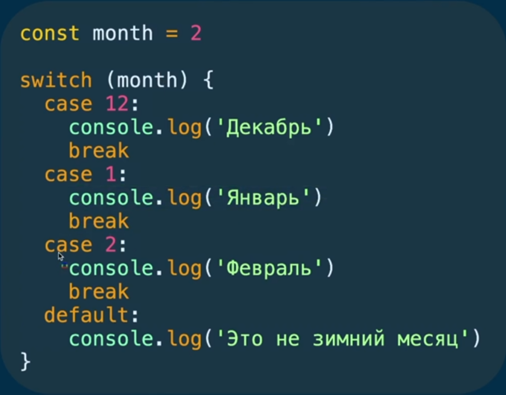 const month = 2
switch (month) {
case 12:
console.log('Декабрь')
break
case 1:
console.log('Январь')
break
case 2:
console.log('Февраль')
break
default:
console.log('Это не зимний месяц')
}